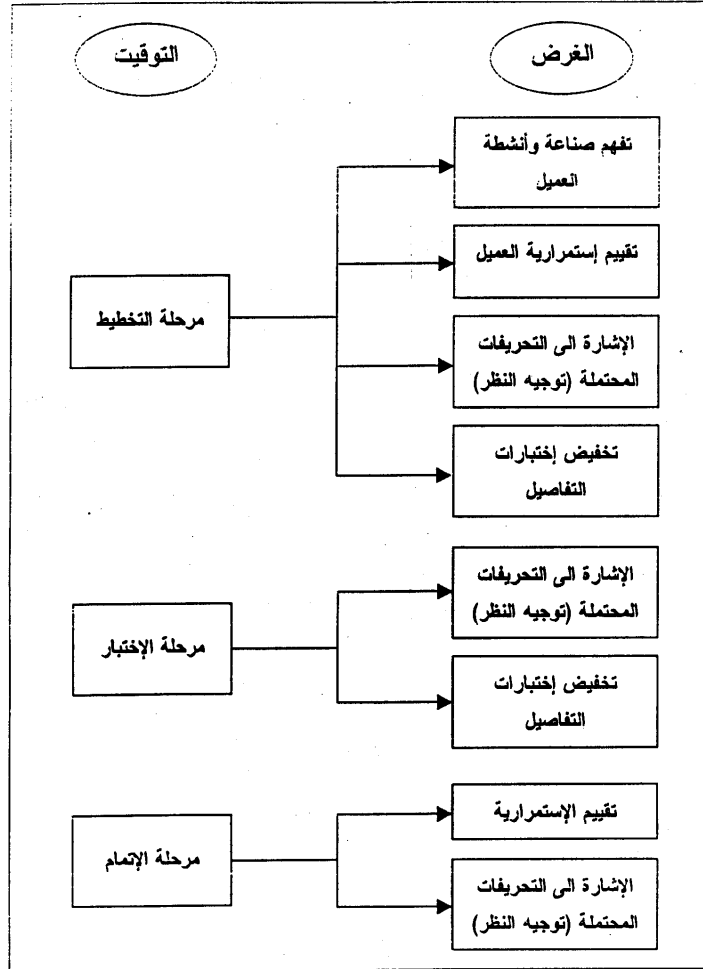 الغرض
التوقيت
تفهم صناعة وأنشطة
العميل
تقييم إستمرارية العميل
مرحلة التخطيط
الإشارة الى التحريفات
المحتملة (توجيه النظر)
تخفيض إختبارات
التفاصيل
الإشارة الى التحريفات
المحتملة (توجيه النظر)
مرحلة الإختبار
تخفيض إختبارات
التفاصيل
تقييم الإستمرارية
مرحلة الإتمام
الإشارة الى التحريفات
المحتملة (توجيه النظر)